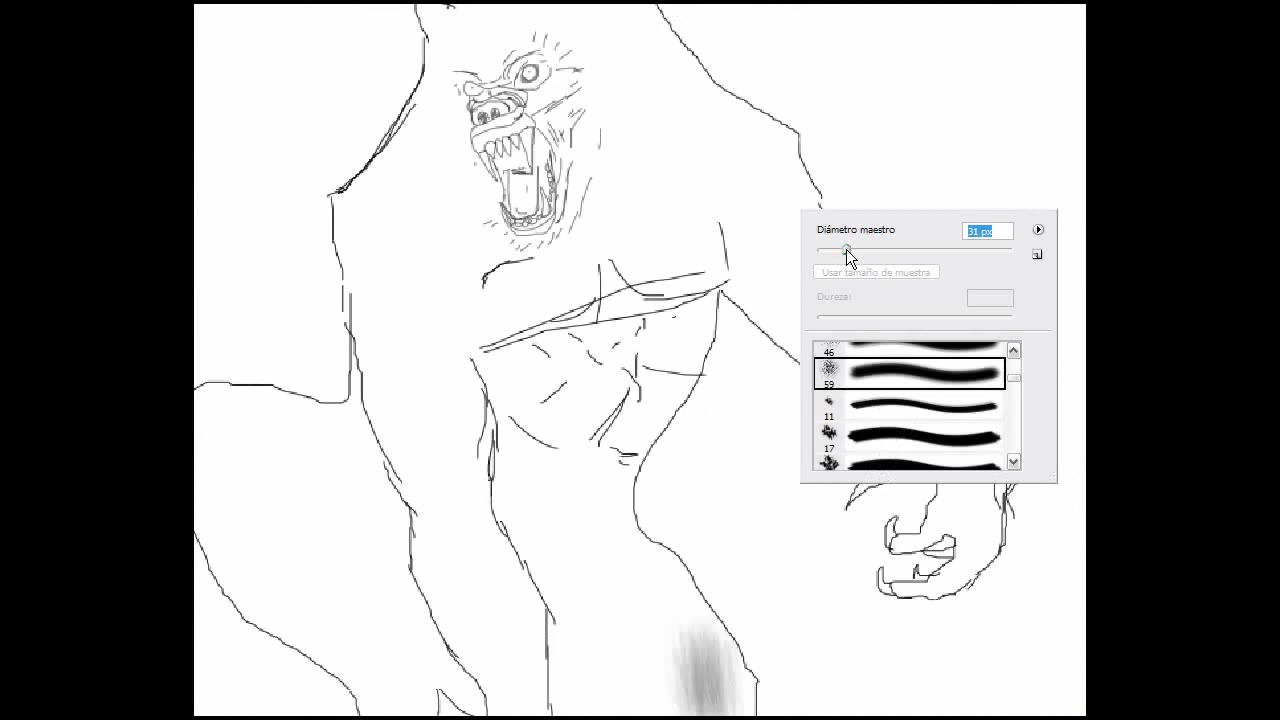 Diámetro maestro
31 px
Usar tamaño de muestra
Dureza:
46
59
11
17